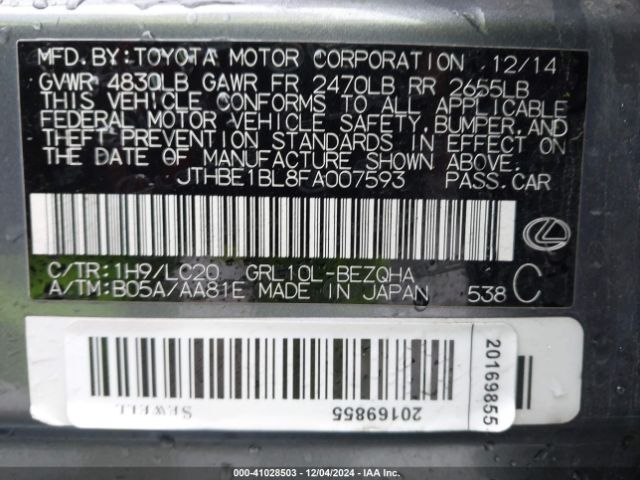 MFD.BY:TOYOTA MOTOR CORPORATION 12/14
GVWR 4830LB GAWR FR 2470LB RR 2655LB
THIS VEHICLE CONFORMS TO ALL APPLICABLE
FEDERAL MOTOR VEHICLE SAFETY,BUMPER,AND
THEFT PREVENTION STANDARDS IN EFFECT ON
THE DATE OF MANUFACTURE SHOWN ABOVE.
JTHBE1BL8FA007593 PASS.CAR
C/TR:1H9/LC20 GRL10L-BEZQHA
A/TM:B05A/AA81E MADE IN JAPAN 538 C
SEWELL
20169855
20169855
000-41028503 — 12/04/2024 — IAA Inc.